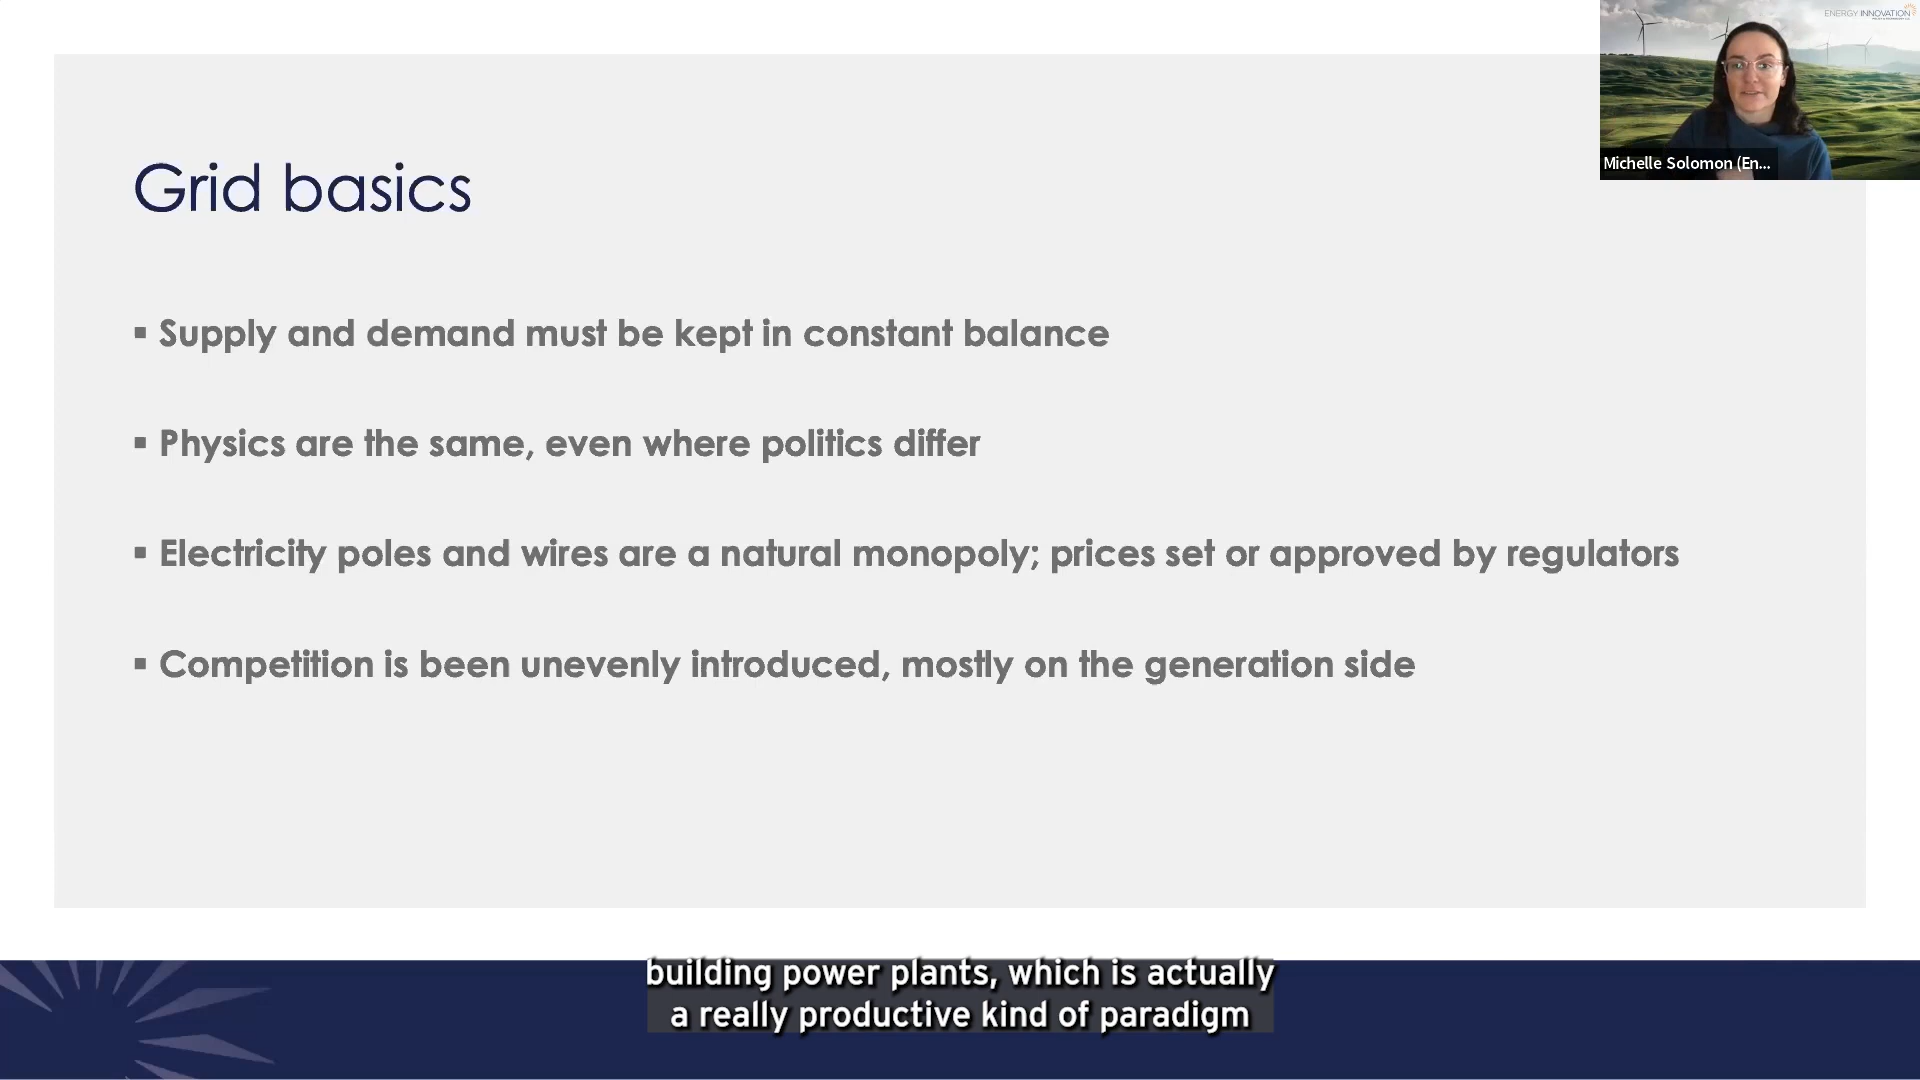 ENERGY INNOVATION
Michelle Solomon (En...
Grid basics
▪ Supply and demand must be kept in constant balance
▪ Physics are the same, even where politics differ
▪ Electricity poles and wires are a natural monopoly; prices set or approved by regulators
▪ Competition is been unevenly introduced, mostly on the generation side
building power plants, which is actually
a really productive kind of paradigm